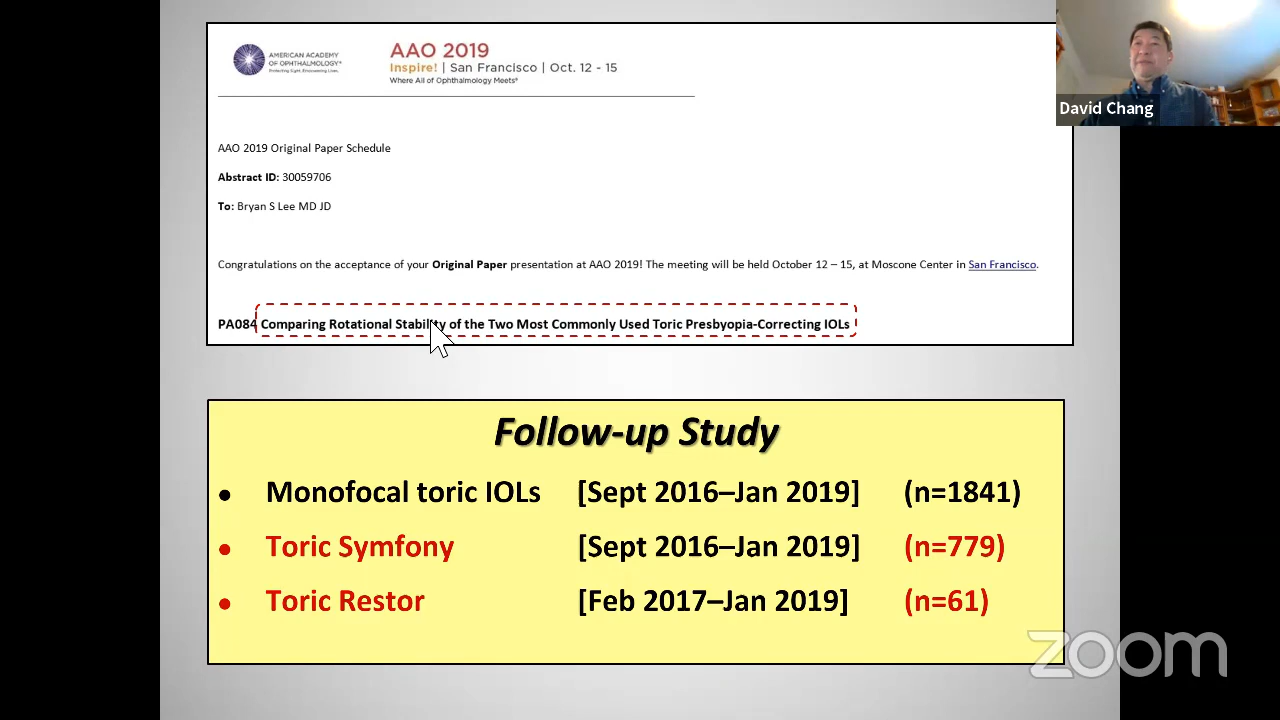 AMERICAN ACADEMY
OF OPHTHALMOLOGY®
Protecting Sight. Empowering Lives.
AAO 2019
Inspire! | San Francisco | Oct. 12 - 15
Where All of Ophthalmology Meets®
David Chang
AAO 2019 Original Paper Schedule
Abstract ID: 30059706
To: Bryan S Lee MD JD
Congratulations on the acceptance of your Original Paper presentation at AAO 2019! The meeting will be held October 12 – 15, at Moscone Center in San Francisco.
PA084 Comparing Rotational Stability of the Two Most Commonly Used Toric Presbyopia-Correcting IOLs
Follow-up Study
• Monofocal toric IOLs [Sept 2016–Jan 2019] (n=1841)
• Toric Symfony [Sept 2016–Jan 2019] (n=779)
• Toric Restor [Feb 2017–Jan 2019] (n=61)
zoom